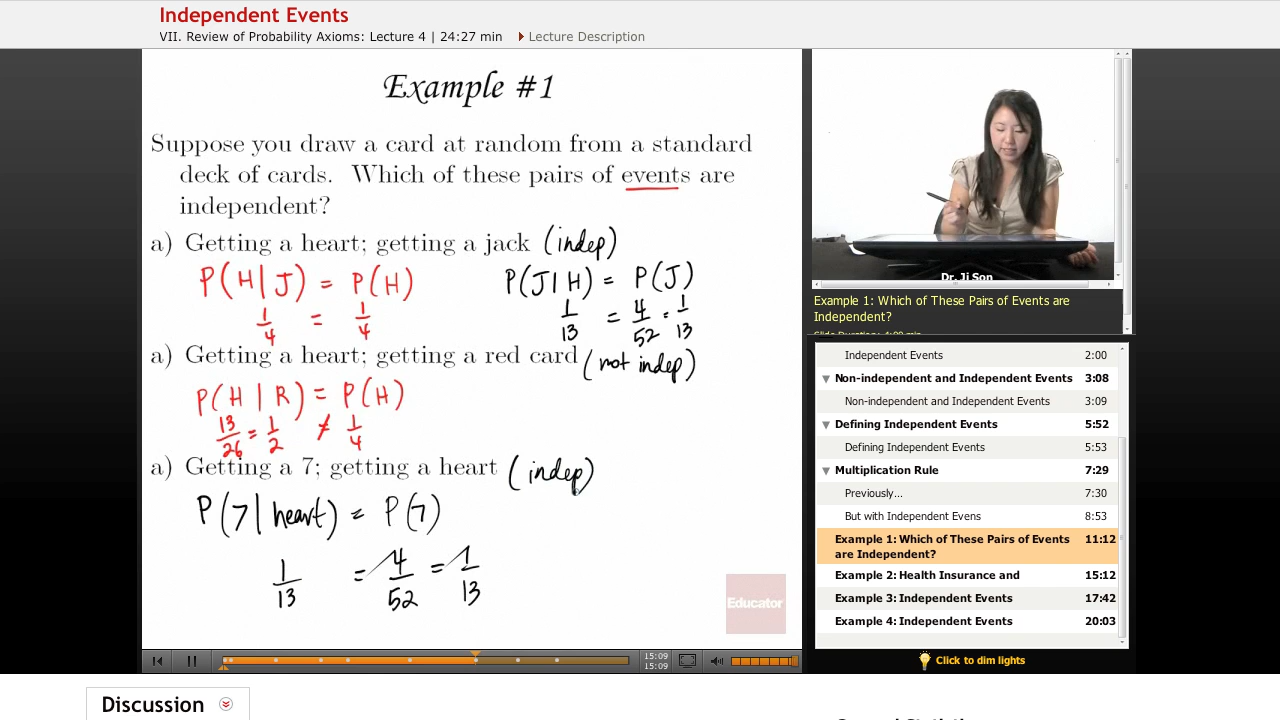 Independent Events
VII. Review of Probability Axioms: Lecture 4 | 24:27 min
Lecture Description
Example #1
Suppose you draw a card at random from a standard
deck of cards. Which of these pairs of events are
independent?
a) Getting a heart; getting a jack (indep)
P(H|J) = P(H)
1/4 = 1/4
P(J|H) = P(J)
1/13 = 4/52 = 1/13
a) Getting a heart; getting a red card (not indep)
P(H|R) = P(H)
13/26 = 1/2 ≠ 1/4
a) Getting a 7; getting a heart (indep)
P(7|heart) = P(7)
1/13 = 4/52 = 1/13
Educator
15:09
15:09
Dr. Ji Son
Example 1: Which of These Pairs of Events are
Independent?
Independent Events 2:00
Non-independent and Independent Events 3:08
Non-independent and Independent Events 3:09
Defining Independent Events 5:52
Defining Independent Events 5:53
Multiplication Rule 7:29
Previously... 7:30
But with Independent Evens 8:53
Example 1: Which of These Pairs of Events 11:12
are Independent?
Example 2: Health Insurance and 15:12
Example 3: Independent Events 17:42
Example 4: Independent Events 20:03
Click to dim lights
Discussion